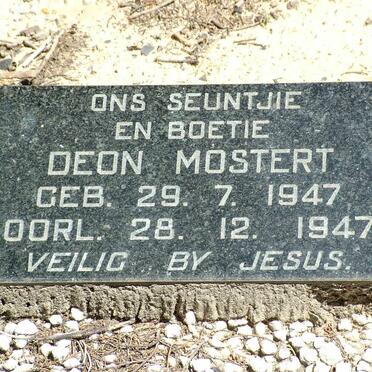 ONS SEUNTJIE
EN BOETIE
DEON MOSTERT
GEB. 29. 7. 1947
OORL. 28. 12. 1947
VEILIG BY JESUS.